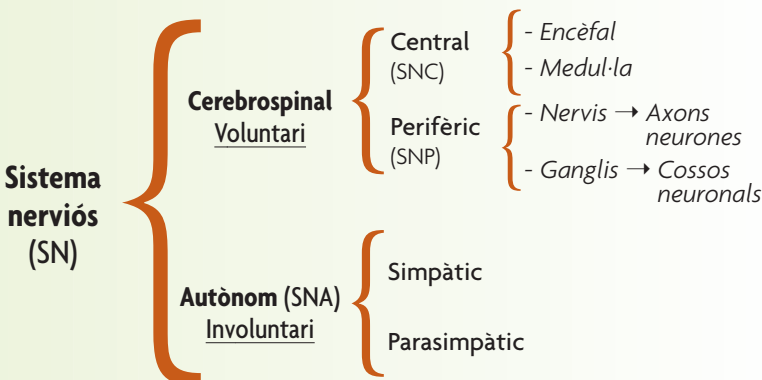 Sistema
nerviós
(SN)
Cerebrospinal
Voluntari
Central
(SNC)
- Encèfal
- Medul·la
Perifèric
(SNP)
- Nervis → Axons
neurones
- Ganglis → Cossos
neuronals
Autònom (SNA)
Involuntari
Simpàtic
Parasimpàtic